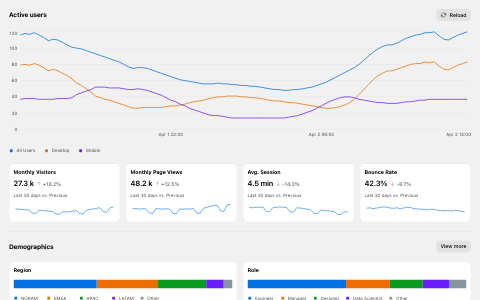 Active users
Reload
120
100
80
60
40
20
0
Apr 1 22:00
Apr 2 06:00
Apr 2 14:00
All Users
Desktop
Mobile
Monthly Visitors
27.3 k ↑ +18.2%
Last 30 days vs. Previous
Monthly Page Views
48.2 k ↑ +12.5%
Last 30 days vs. Previous
Avg. Session
4.5 min ↓ -14.3%
Last 30 days vs. Previous
Bounce Rate
42.3% ↓ -8.7%
Last 30 days vs. Previous
Demographics
View more
Region
NORAM
EMEA
APAC
LATAM
Other
Role
Engineer
Manager
Designer
Data Scientist
Other